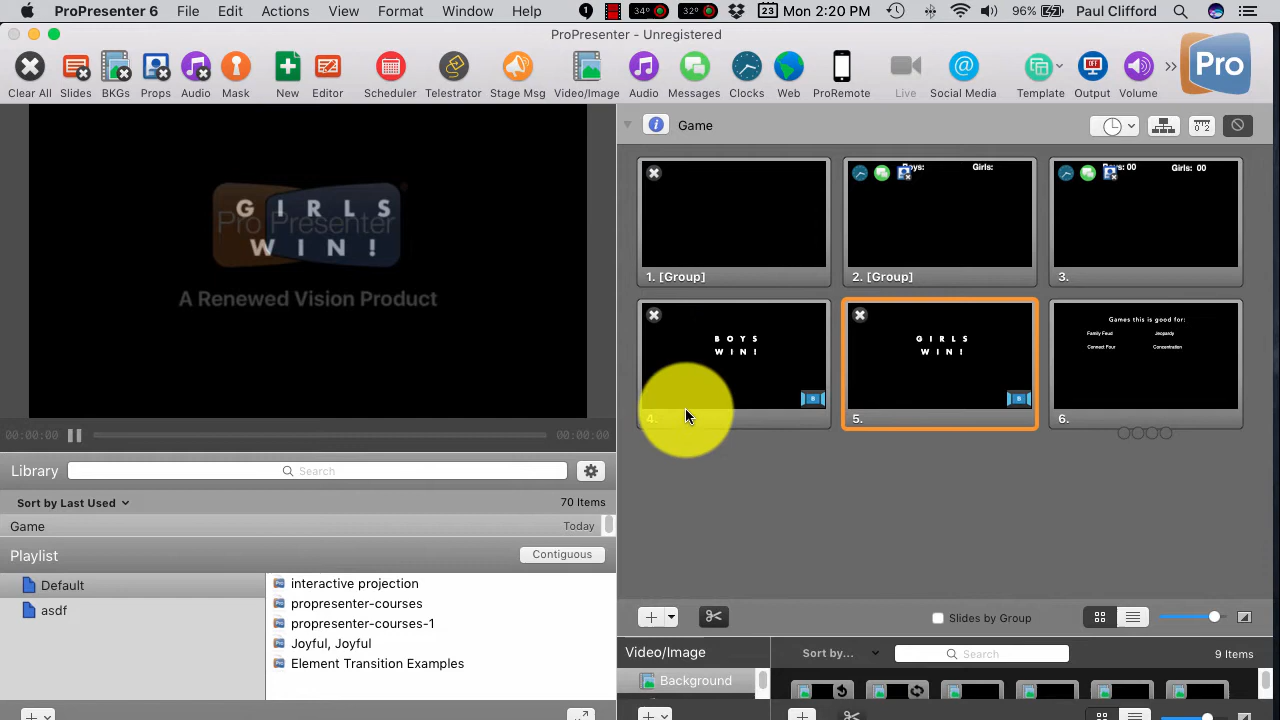 ProPresenter 6 File Edit Actions View Format Window Help 1 34° 32° 23 Mon 2:20 PM 96% Paul Clifford
ProPresenter - Unregistered
Clear All Slides BKGs Props Audio Mask New Editor Scheduler Telestrator Stage Msg Video/Image Audio Messages Clocks Web ProRemote Live Social Media Template Output Volume Pro
Game
GIRLS
WIN!
Pro Presenter
A Renewed Vision Product
Boys: Girls:
Boys: 00 Girls: 00
1. [Group] 2. [Group] 3.
BOYS
WIN!
GIRLS
WIN!
Games this is good for:
Family Feud Jeopardy
Connect Four Concentration
4. 5. 6.
00:00:00 00:00:00
Library Search
Sort by Last Used 70 Items
Game Today
Playlist Contiguous
Default
asdf
interactive projection
propresenter-courses
propresenter-courses-1
Joyful, Joyful
Element Transition Examples
Slides by Group
Video/Image Sort by... Search 9 Items
Background